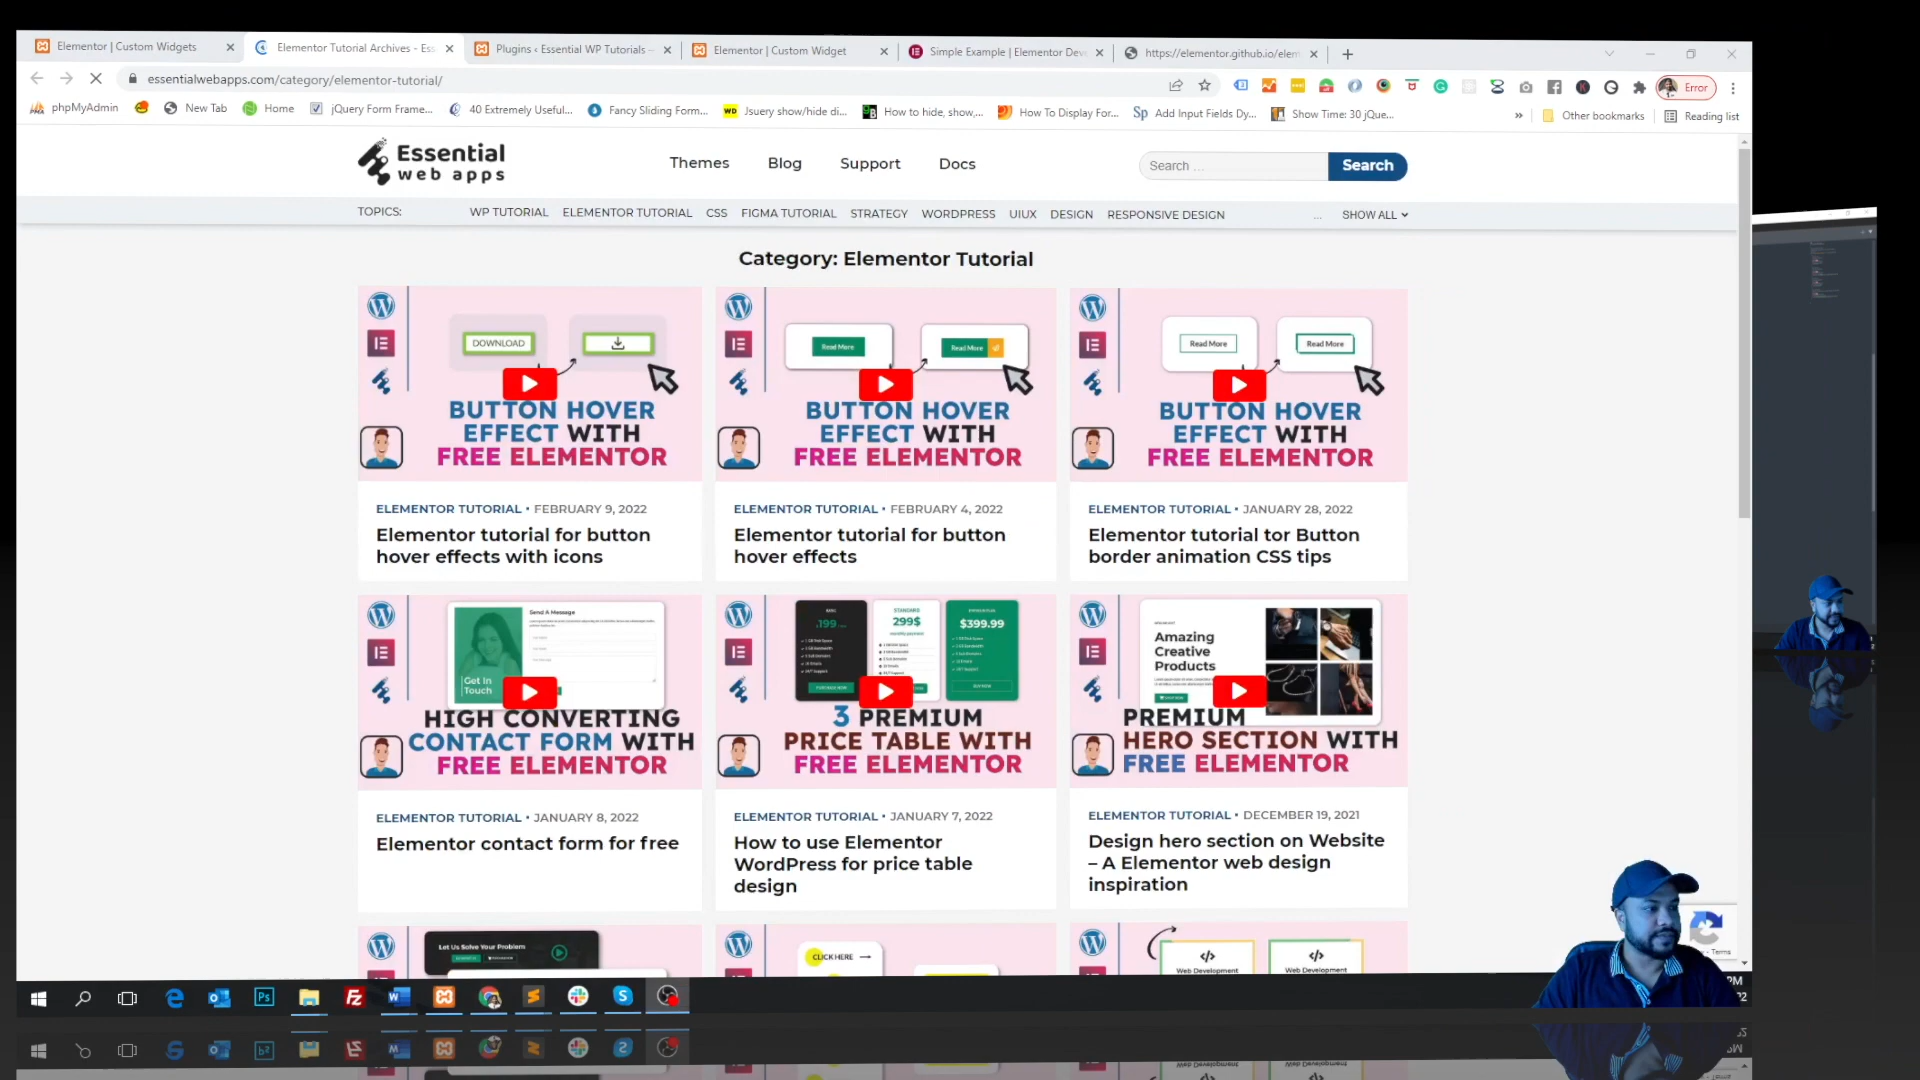 Elementor | Custom Widgets
Elementor Tutorial Archives - Ess
Plugins ‹ Essential WP Tutorials –
Elementor | Custom Widget
Simple Example | Elementor Deve
https://elementor.github.io/elem
essentialwebapps.com/category/elementor-tutorial/
Error
phpMyAdmin
New Tab
Home
jQuery Form Frame...
40 Extremely Useful...
Fancy Sliding Form...
Jsuery show/hide di...
How to hide, show,...
How To Display For...
Add Input Fields Dy...
Show Time: 30 jQue...
»
Other bookmarks
Reading list
Essential
web apps
Themes
Blog
Support
Docs
Search ...
Search
TOPICS:
WP TUTORIAL
ELEMENTOR TUTORIAL
CSS
FIGMA TUTORIAL
STRATEGY
WORDPRESS
UIUX
DESIGN
RESPONSIVE DESIGN
...
SHOW ALL
Category: Elementor Tutorial
DOWNLOAD
BUTTON HOVER
EFFECT WITH
FREE ELEMENTOR
ELEMENTOR TUTORIAL • FEBRUARY 9, 2022
Elementor tutorial for button
hover effects with icons
Read More
Read More
BUTTON HOVER
EFFECT WITH
FREE ELEMENTOR
ELEMENTOR TUTORIAL • FEBRUARY 4, 2022
Elementor tutorial for button
hover effects
Read More
Read More
BUTTON HOVER
EFFECT WITH
FREE ELEMENTOR
ELEMENTOR TUTORIAL • JANUARY 28, 2022
Elementor tutorial tor Button
border animation CSS tips
Send A Message
Get In
Touch
HIGH CONVERTING
CONTACT FORM WITH
FREE ELEMENTOR
ELEMENTOR TUTORIAL • JANUARY 8, 2022
Elementor contact form for free
.199
STANDARD
299$
$399.99
3 PREMIUM
PRICE TABLE WITH
FREE ELEMENTOR
ELEMENTOR TUTORIAL • JANUARY 7, 2022
How to use Elementor
WordPress for price table
design
Amazing
Creative
Products
PREMIUM
HERO SECTION WITH
FREE ELEMENTOR
ELEMENTOR TUTORIAL • DECEMBER 19, 2021
Design hero section on Website
– A Elementor web design
inspiration
Let Us Solve Your Problem
CLICK HERE
Web Development
Web Development
- Terms
PM